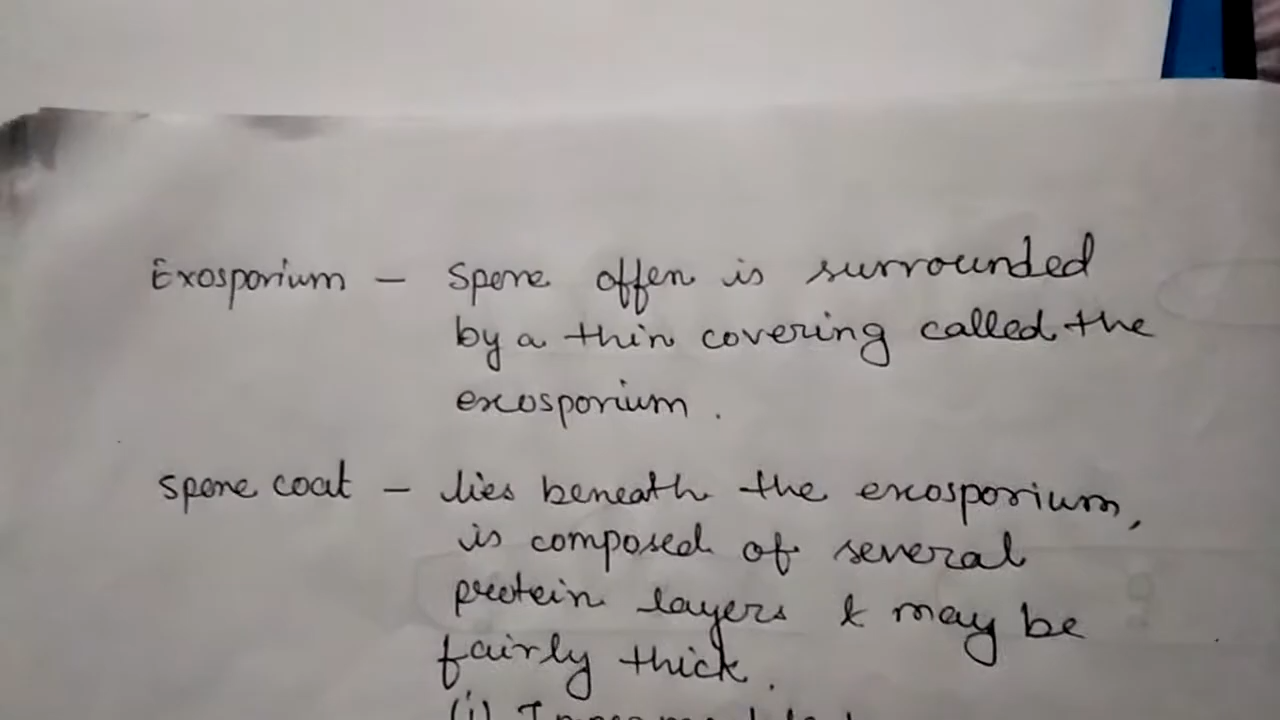 Exosporium - Spore often is surrounded
by a thin covering called the
exosporium.
Spore coat - lies beneath the exosporium,
is composed of several
protein layers & may be
fairly thick.
(i)